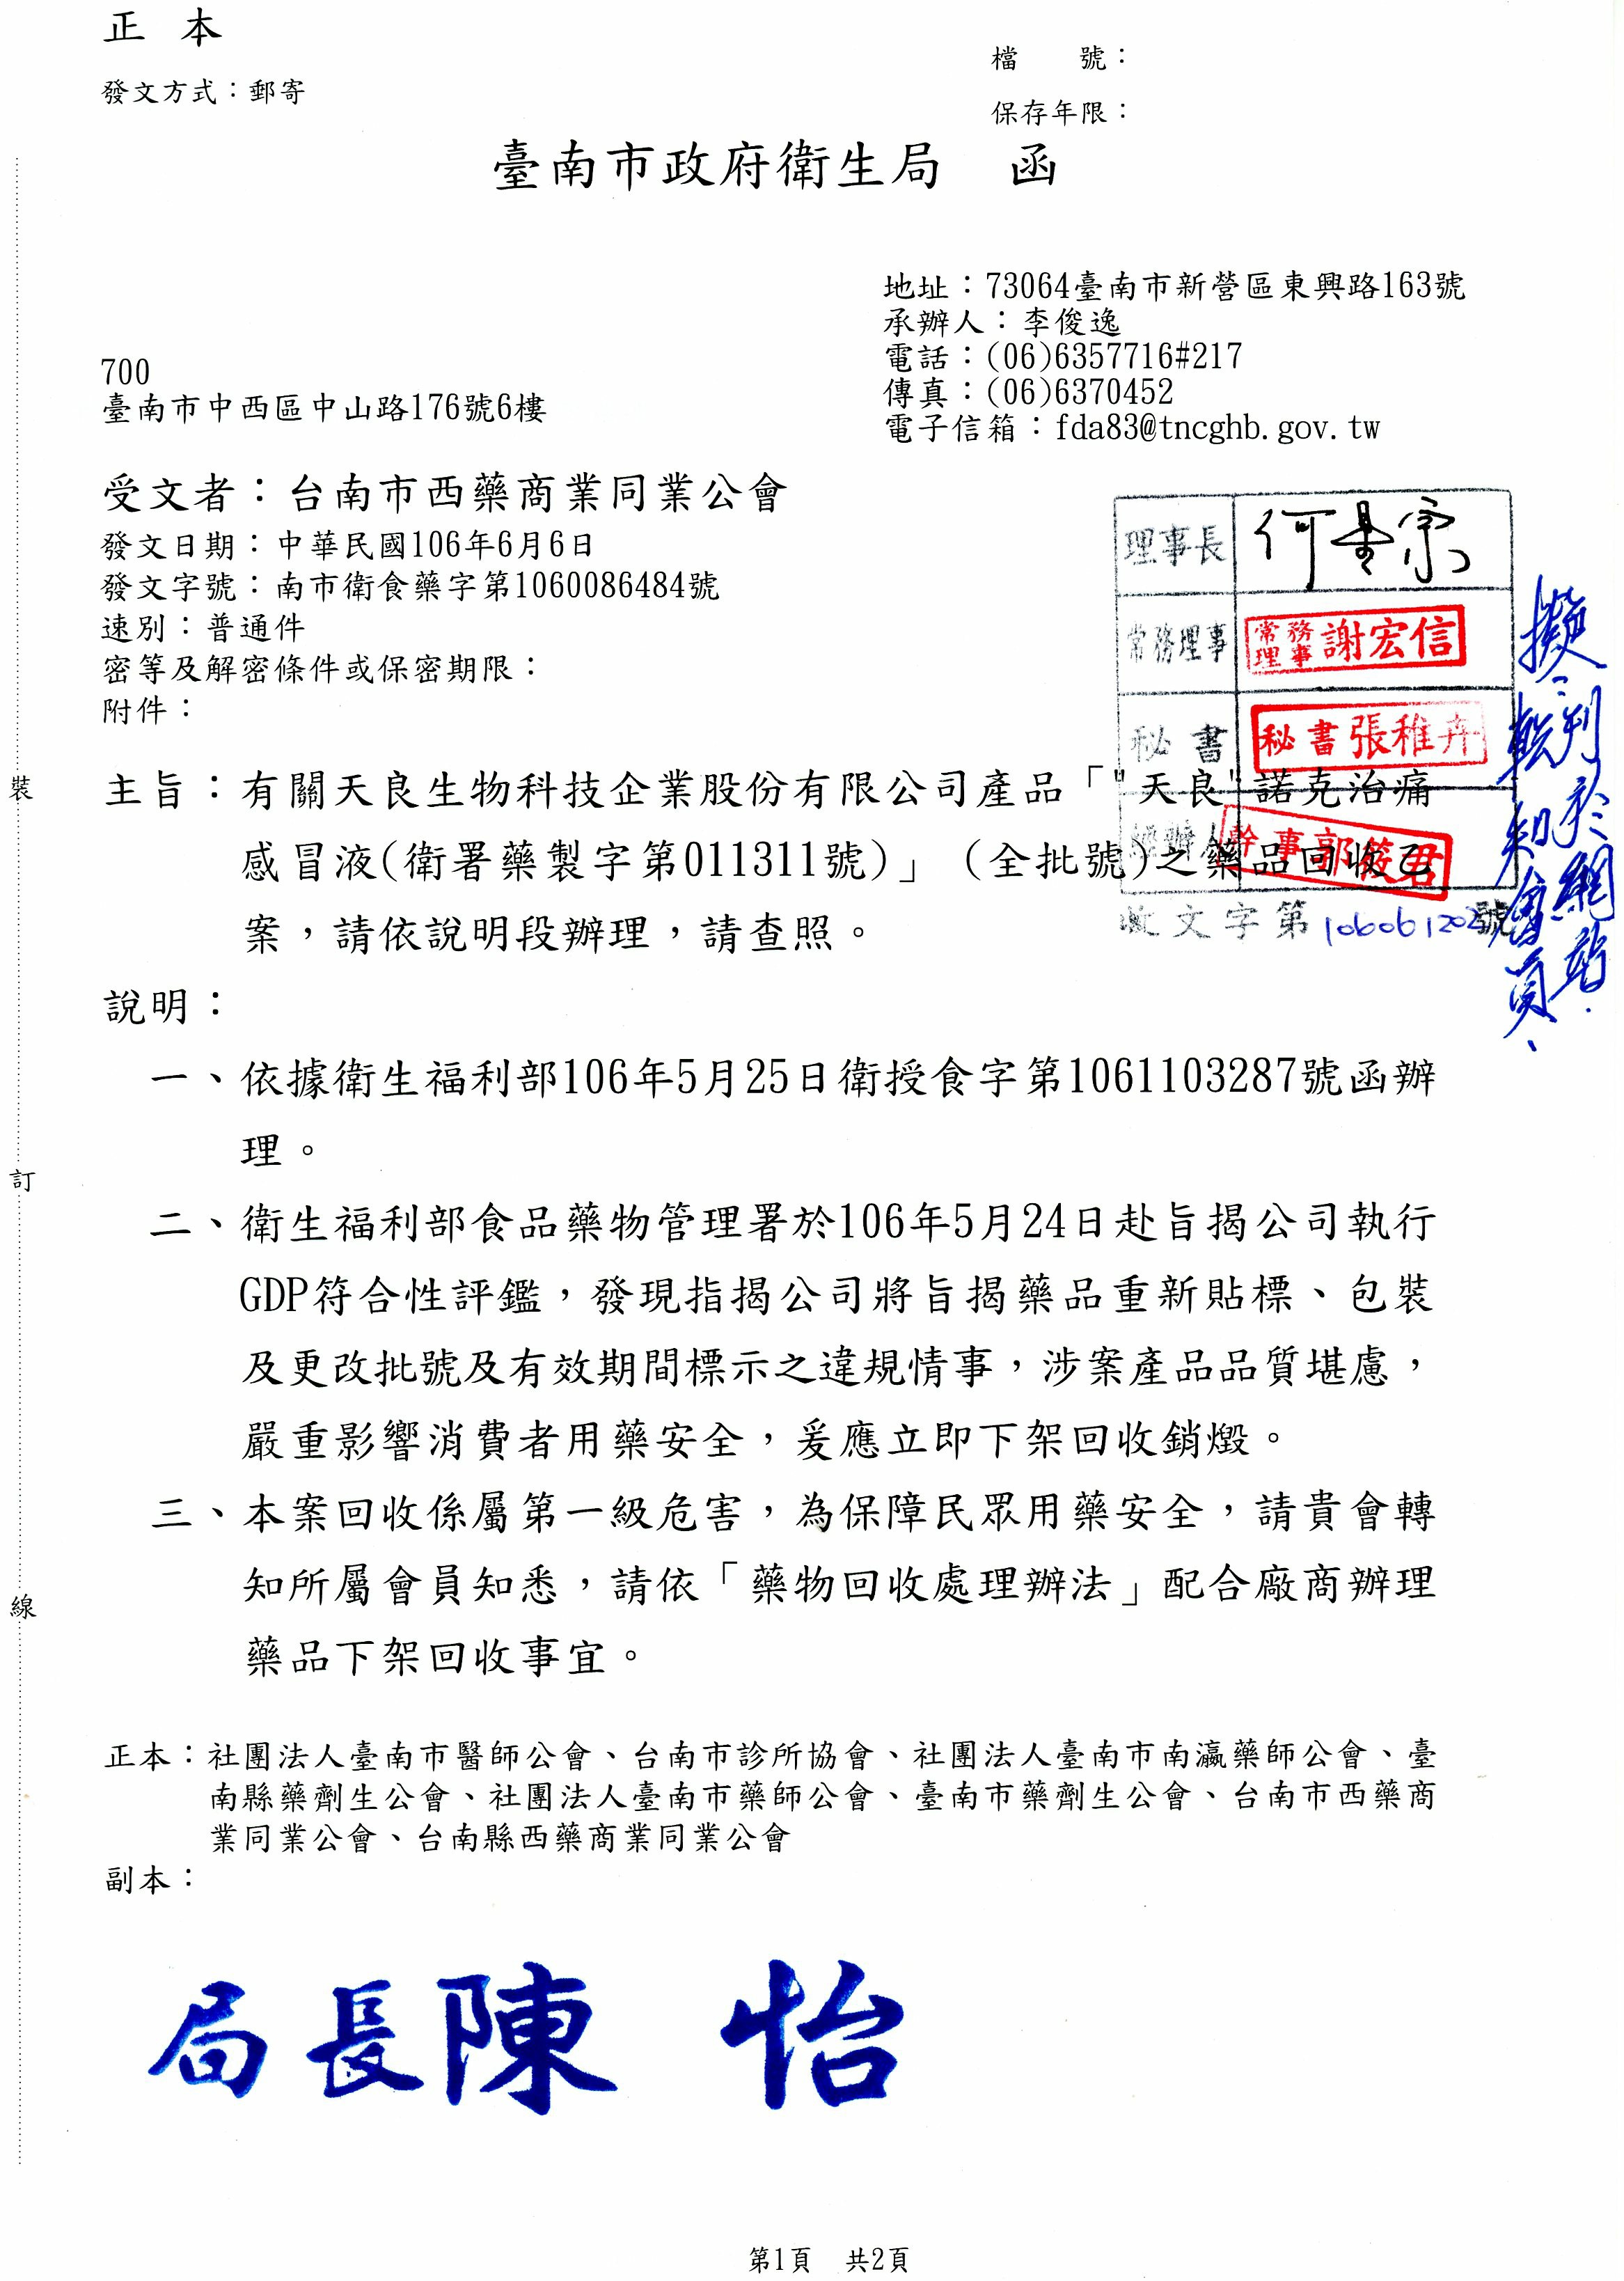 正 本
發文方式：郵寄
檔　　號：
保存年限：
臺南市政府衛生局　函
地址：73064臺南市新營區東興路163號
承辦人：李俊逸
電話：(06)6357716#217
傳真：(06)6370452
電子信箱：fda83@tncghb.gov.tw
700
臺南市中西區中山路176號6樓
受文者：台南市西藥商業同業公會
發文日期：中華民國106年6月6日
發文字號：南市衛食藥字第1060086484號
速別：普通件
密等及解密條件或保密期限：
附件：
理事長
常務理事 常務理事謝宏信
秘書 秘書張稚卉
經辦人 幹事郭筱君
收文字第106061202號
擬：
刊於網站.
轉知會員、
主旨：有關天良生物科技企業股份有限公司產品「"天良"諾克治痛
感冒液(衛署藥製字第011311號)」（全批號)之藥品回收乙
案，請依說明段辦理，請查照。
說明：
一、依據衛生福利部106年5月25日衛授食字第1061103287號函辦
理。
二、衛生福利部食品藥物管理署於106年5月24日赴旨揭公司執行
GDP符合性評鑑，發現指揭公司將旨揭藥品重新貼標、包裝
及更改批號及有效期間標示之違規情事，涉案產品品質堪慮，
嚴重影響消費者用藥安全，爰應立即下架回收銷燬。
三、本案回收係屬第一級危害，為保障民眾用藥安全，請貴會轉
知所屬會員知悉，請依「藥物回收處理辦法」配合廠商辦理
藥品下架回收事宜。
正本：社團法人臺南市醫師公會、台南市診所協會、社團法人臺南市南瀛藥師公會、臺
南縣藥劑生公會、社團法人臺南市藥師公會、臺南市藥劑生公會、台南市西藥商
業同業公會、台南縣西藥商業同業公會
副本：
局長陳　怡
裝
訂
線
第1頁　共2頁